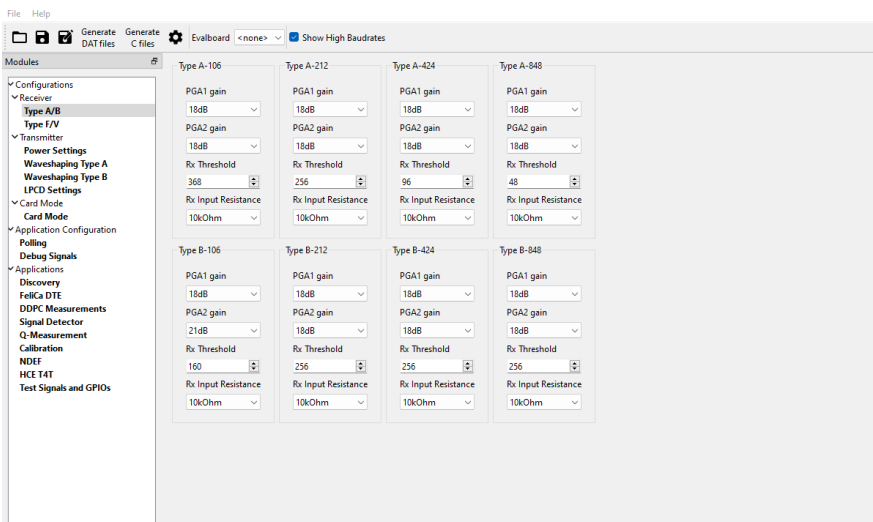 File Help
Generate DAT files Generate C files Evalboard <none> Show High Baudrates
Modules
Configurations
Receiver
Type A/B
Type F/V
Transmitter
Power Settings
Waveshaping Type A
Waveshaping Type B
LPCD Settings
Card Mode
Card Mode
Application Configuration
Polling
Debug Signals
Applications
Discovery
FeliCa DTE
DDPC Measurements
Signal Detector
Q-Measurement
Calibration
NDEF
HCE T4T
Test Signals and GPIOs
Type A-106 Type A-212 Type A-424 Type A-848
PGA1 gain PGA1 gain PGA1 gain PGA1 gain
18dB 18dB 18dB 18dB
PGA2 gain PGA2 gain PGA2 gain PGA2 gain
18dB 18dB 18dB 18dB
Rx Threshold Rx Threshold Rx Threshold Rx Threshold
368 256 96 48
Rx Input Resistance Rx Input Resistance Rx Input Resistance Rx Input Resistance
10kOhm 10kOhm 10kOhm 10kOhm
Type B-106 Type B-212 Type B-424 Type B-848
PGA1 gain PGA1 gain PGA1 gain PGA1 gain
18dB 18dB 18dB 18dB
PGA2 gain PGA2 gain PGA2 gain PGA2 gain
21dB 18dB 18dB 18dB
Rx Threshold Rx Threshold Rx Threshold Rx Threshold
160 256 256 256
Rx Input Resistance Rx Input Resistance Rx Input Resistance Rx Input Resistance
10kOhm 10kOhm 10kOhm 10kOhm